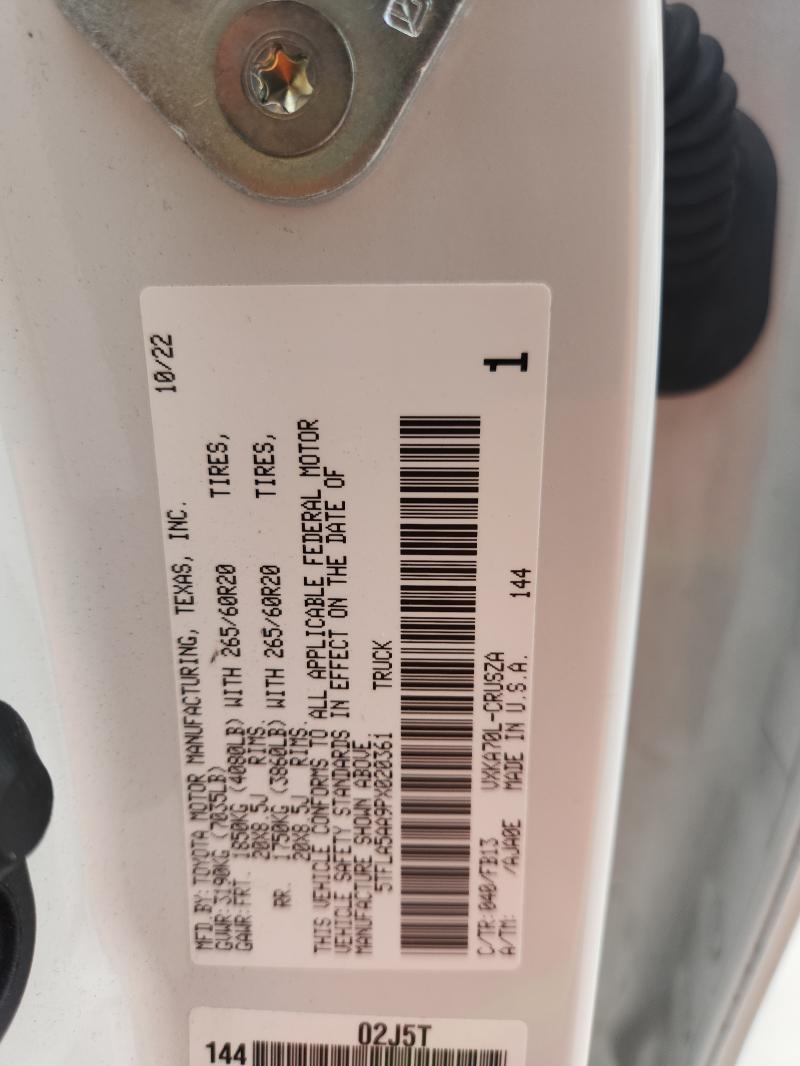 MFD.BY:TOYOTA MOTOR MANUFACTURING, TEXAS, INC. 10/22
GVWR:3190KG (7035LB)
GAWR:FRT. 1850KG (4080LB) WITH 265/60R20 TIRES,
20X8.5J RIMS.
RR. 1750KG (3860LB) WITH 265/60R20 TIRES,
20X8.5J RIMS.
THIS VEHICLE CONFORMS TO ALL APPLICABLE FEDERAL MOTOR
VEHICLE SAFETY STANDARDS IN EFFECT ON THE DATE OF
MANUFACTURE SHOWN ABOVE
5TFLA5AK9PX020361 TRUCK
C/TR:040/FB13 VXKA70L-CRUSZA 144 1
A/TM: /AJA0E MADE IN U.S.A.
02J5T
144